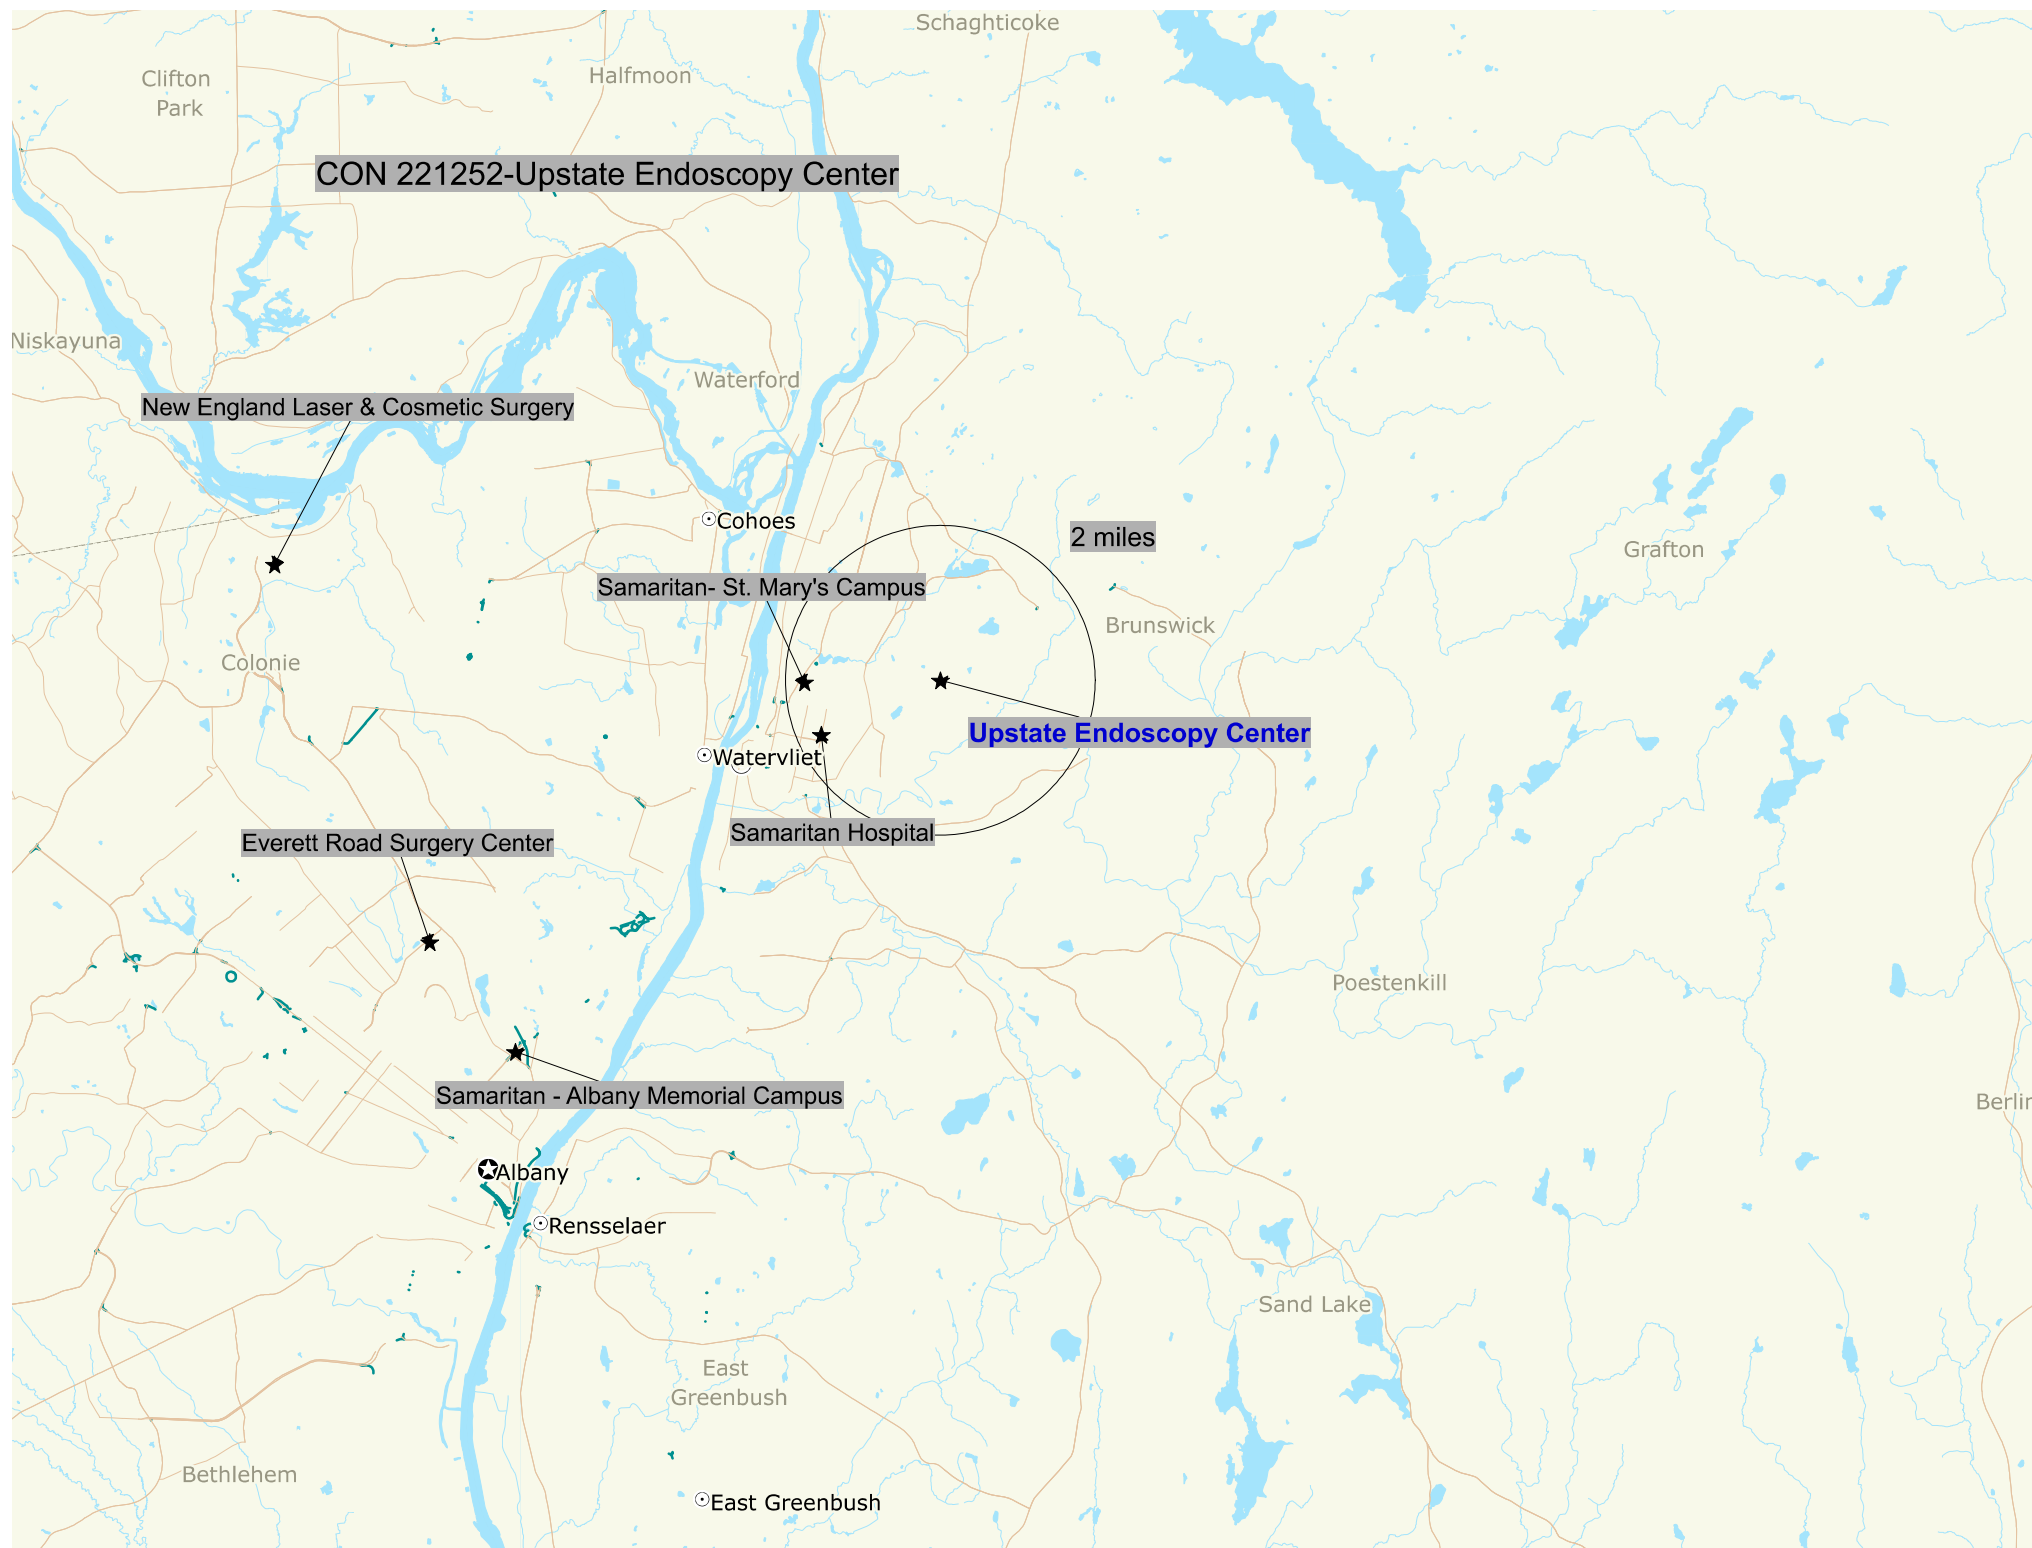 Schaghticoke
Clifton
Park
Halfmoon
CON 221252-Upstate Endoscopy Center
Niskayuna
Waterford
New England Laser & Cosmetic Surgery
Cohoes
2 miles
Grafton
Samaritan- St. Mary's Campus
Brunswick
Colonie
Upstate Endoscopy Center
Watervliet
Samaritan Hospital
Everett Road Surgery Center
Poestenkill
Samaritan - Albany Memorial Campus
Berlin
Albany
Rensselaer
Sand Lake
East
Greenbush
Bethlehem
East Greenbush